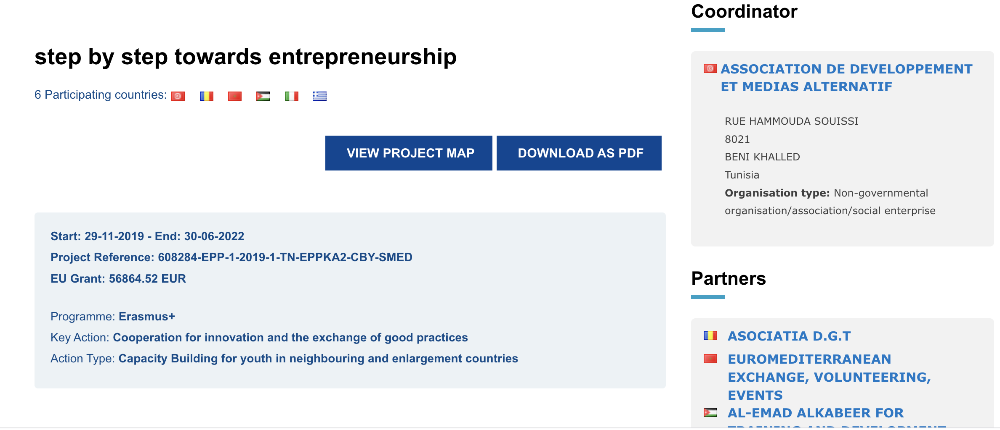 step by step towards entrepreneurship
6 Participating countries:
VIEW PROJECT MAP
DOWNLOAD AS PDF
Start: 29-11-2019 - End: 30-06-2022
Project Reference: 608284-EPP-1-2019-1-TN-EPPKA2-CBY-SMED
EU Grant: 56864.52 EUR
Programme: Erasmus+
Key Action: Cooperation for innovation and the exchange of good practices
Action Type: Capacity Building for youth in neighbouring and enlargement countries
Coordinator
ASSOCIATION DE DEVELOPPEMENT
ET MEDIAS ALTERNATIF
RUE HAMMOUDA SOUISSI
8021
BENI KHALLED
Tunisia
Organisation type: Non-governmental
organisation/association/social enterprise
Partners
ASOCIATIA D.G.T
EUROMEDITERRANEAN
EXCHANGE, VOLUNTEERING,
EVENTS
AL-EMAD ALKABEER FOR
TRAINING AND DEVELOPMENT